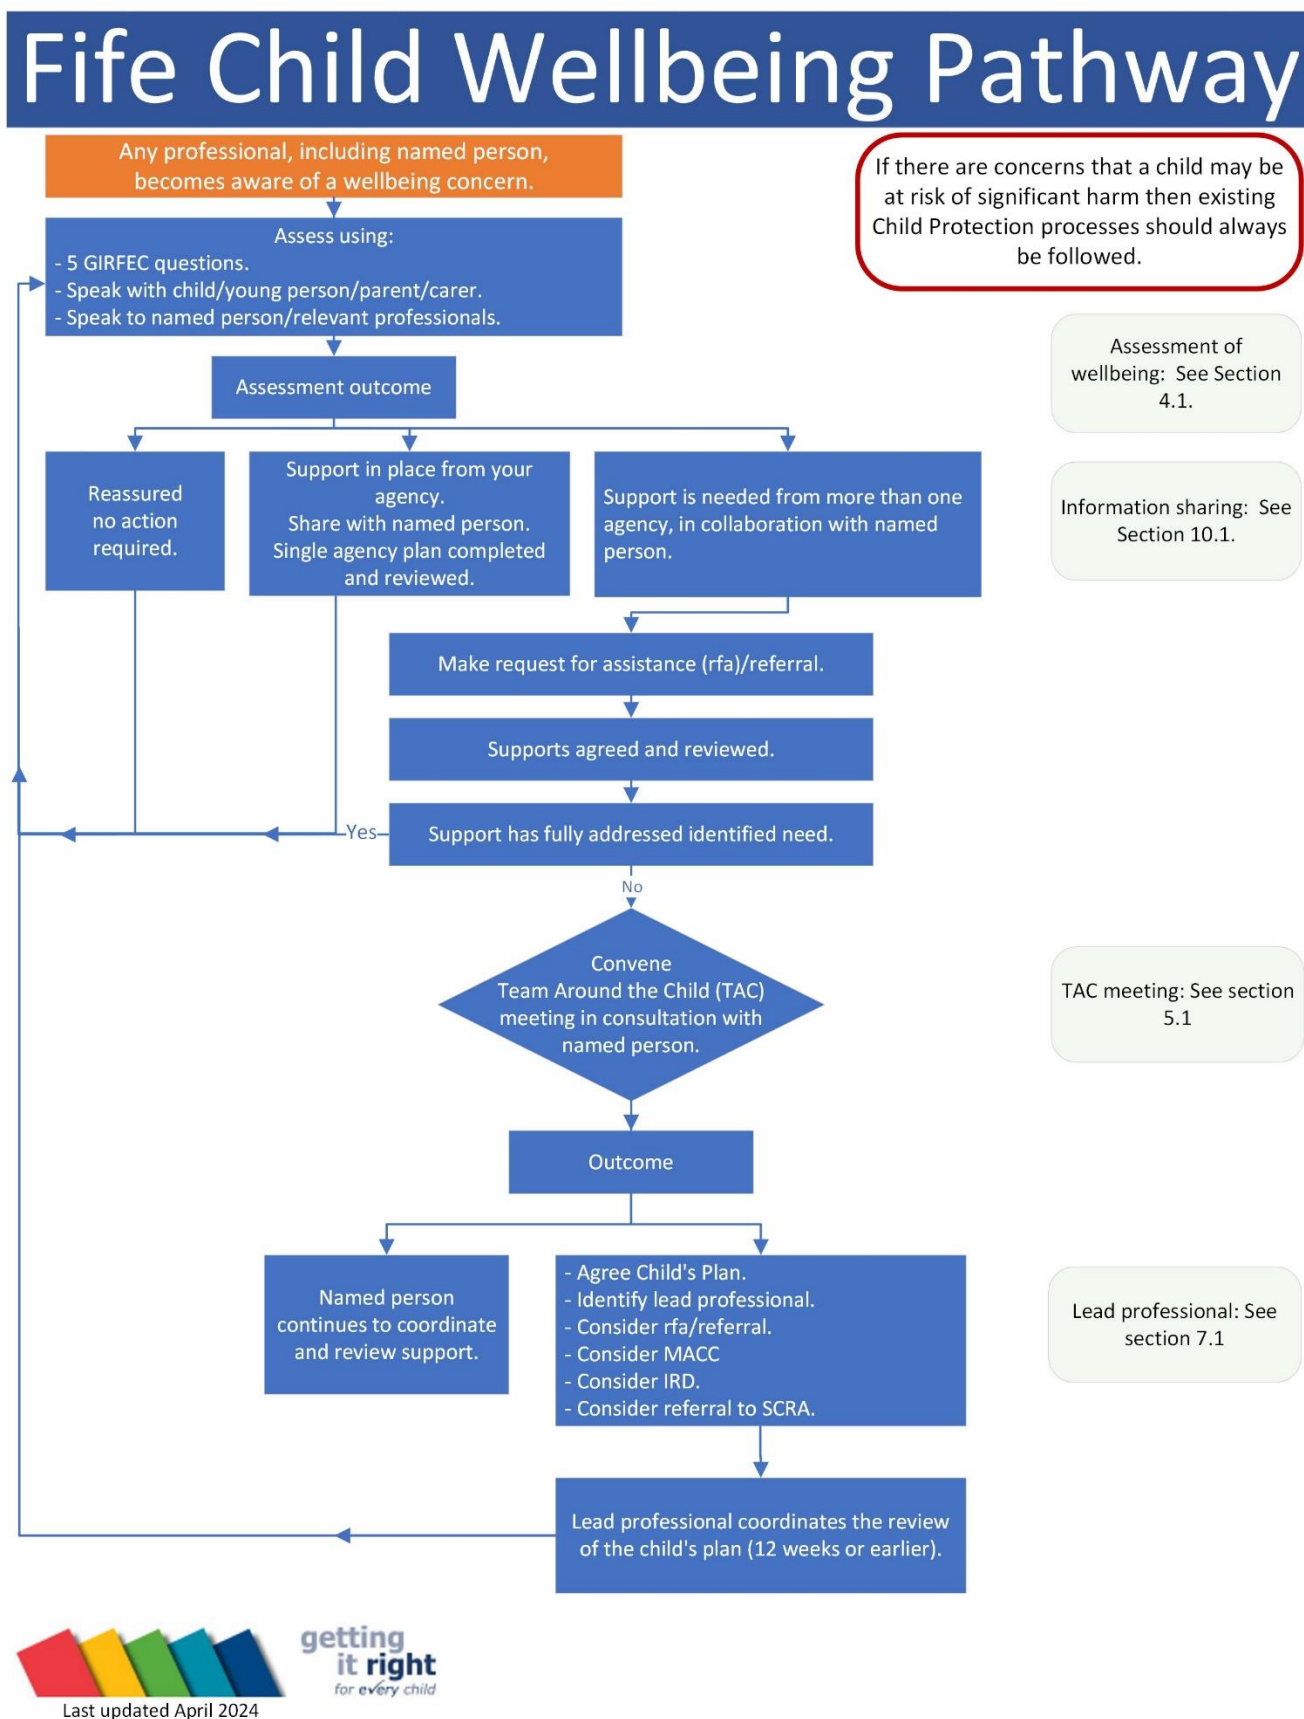 Fife Child Wellbeing Pathway
Any professional, including named person,
becomes aware of a wellbeing concern.
If there are concerns that a child may be
at risk of significant harm then existing
Child Protection processes should always
be followed.
Assess using:
- 5 GIRFEC questions.
- Speak with child/young person/parent/carer.
- Speak to named person/relevant professionals.
Assessment of
wellbeing:  See Section
4.1.
Assessment outcome
Reassured
no action
required.
Support in place from your
agency.
Share with named person.
Single agency plan completed
and reviewed.
Support is needed from more than one
agency, in collaboration with named
person.
Information sharing:  See
Section 10.1.
Make request for assistance (rfa)/referral.
Supports agreed and reviewed.
Yes
Support has fully addressed identified need.
No
Convene
Team Around the Child (TAC)
meeting in consultation with
named person.
TAC meeting: See section
5.1
Outcome
Named person
continues to coordinate
and review support.
- Agree Child's Plan.
- Identify lead professional.
- Consider rfa/referral.
- Consider MACC
- Consider IRD.
- Consider referral to SCRA.
Lead professional: See
section 7.1
Lead professional coordinates the review
of the child's plan (12 weeks or earlier).
getting
it right
for every child
Last updated April 2024